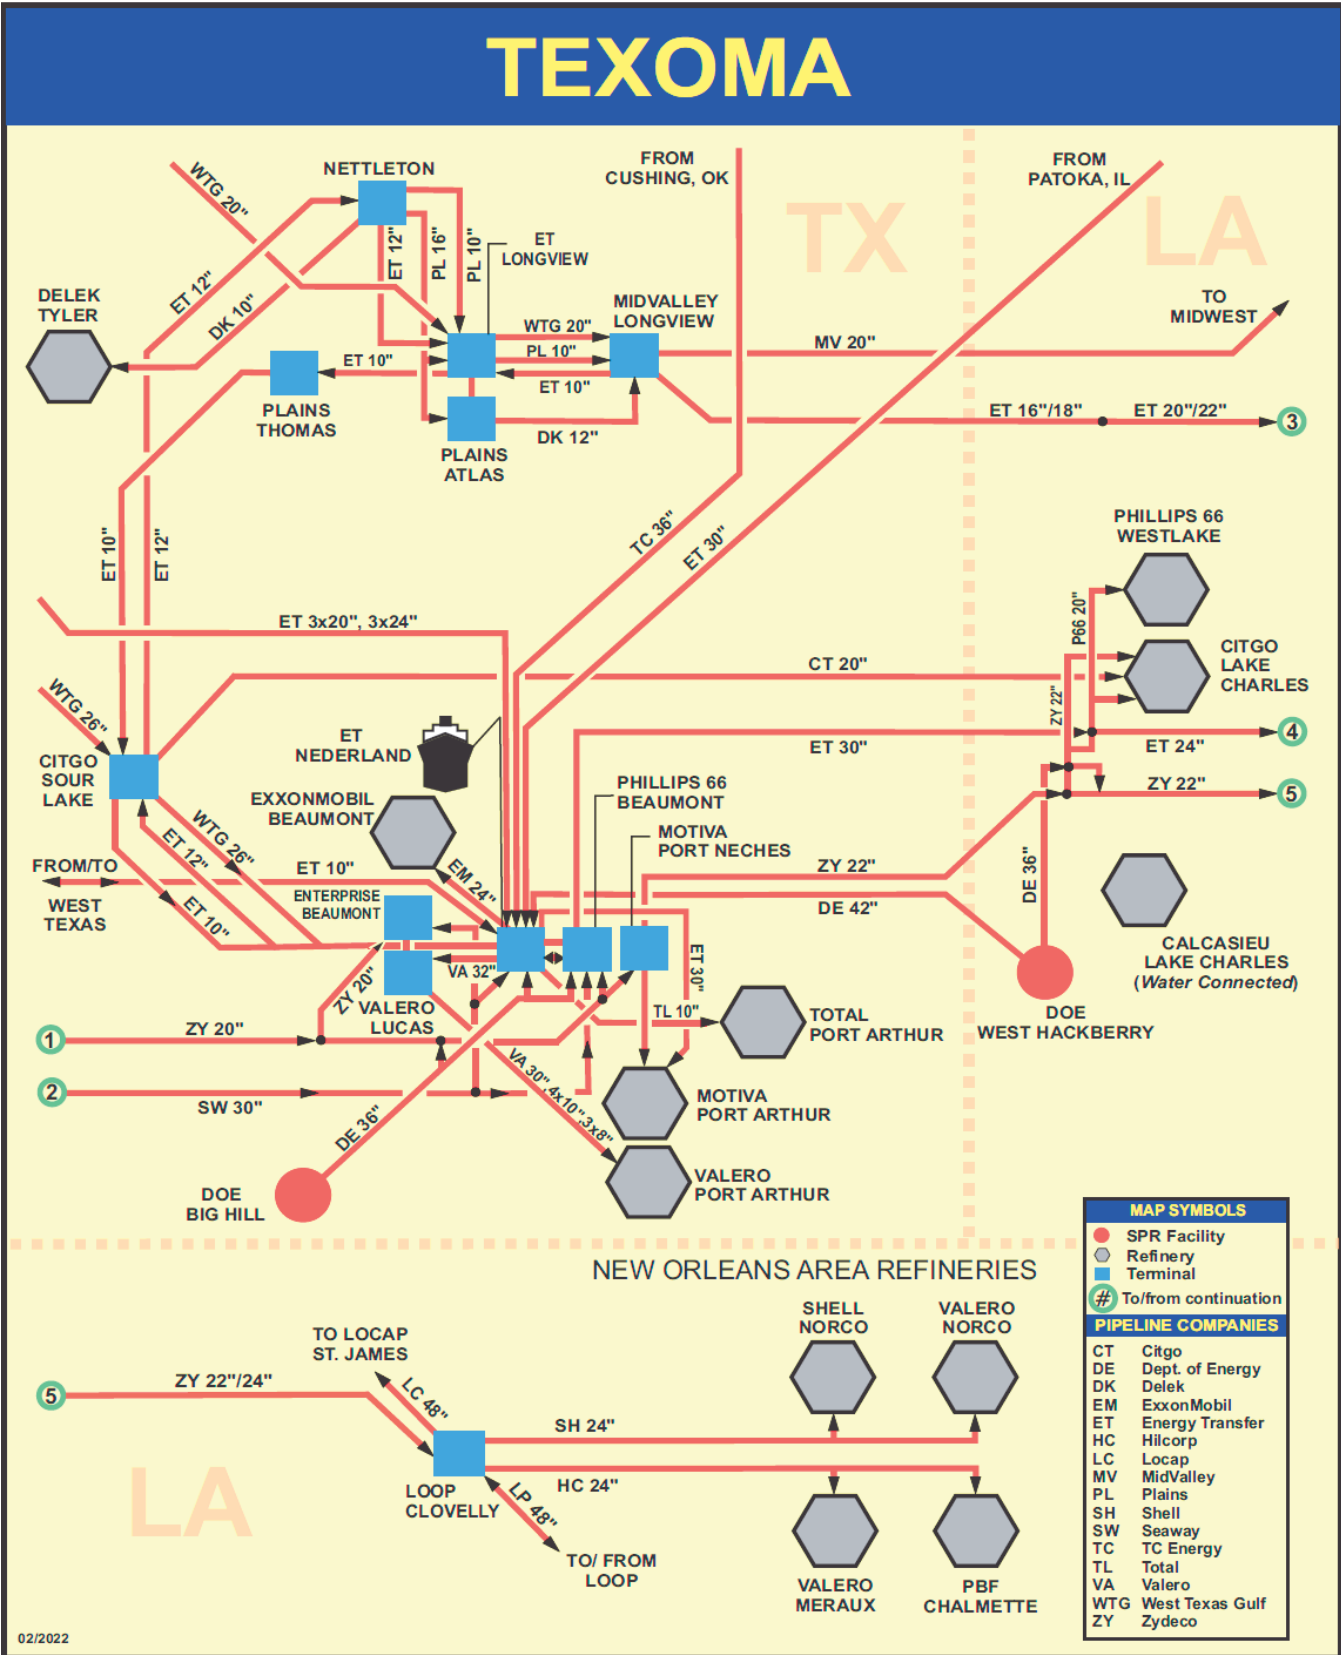 TEXOMA
NETTLETON
WTG 20"
FROM
CUSHING, OK
FROM
PATOKA, IL
TX
LA
ET 12"
PL 16"
PL 10"
ET
LONGVIEW
ET 12"
DK 10"
DELEK
TYLER
MIDVALLEY
LONGVIEW
TO
MIDWEST
WTG 20"
PL 10"
ET 10"
ET 10"
MV 20"
PLAINS
THOMAS
PLAINS
ATLAS
DK 12"
ET 16"/18"
ET 20"/22"
3
TC 36"
ET 30"
ET 10"
ET 12"
PHILLIPS 66
WESTLAKE
P66 20"
ET 3x20", 3x24"
CT 20"
CITGO
LAKE
CHARLES
ZY 22"
WTG 26"
CITGO
SOUR
LAKE
ET
NEDERLAND
ET 30"
ET 24"
4
PHILLIPS 66
BEAUMONT
ZY 22"
5
EXXONMOBIL
BEAUMONT
MOTIVA
PORT NECHES
WTG 26"
ET 12"
FROM/TO
WEST
TEXAS
ET 10"
EM 24"
ZY 22"
DE 42"
DE 36"
ENTERPRISE
BEAUMONT
ET 10"
CALCASIEU
LAKE CHARLES
(Water Connected)
VA 32"
ET 30"
ZY 20"
VALERO
LUCAS
TL 10"
TOTAL
PORT ARTHUR
DOE
WEST HACKBERRY
1
ZY 20"
2
SW 30"
VA 30",4x10",3x8"
MOTIVA
PORT ARTHUR
DE 36"
VALERO
PORT ARTHUR
DOE
BIG HILL
MAP SYMBOLS
SPR Facility
Refinery
Terminal
# To/from continuation
PIPELINE COMPANIES
CT Citgo
DE Dept. of Energy
DK Delek
EM ExxonMobil
ET Energy Transfer
HC Hilcorp
LC Locap
MV MidValley
PL Plains
SH Shell
SW Seaway
TC TC Energy
TL Total
VA Valero
WTG West Texas Gulf
ZY Zydeco
NEW ORLEANS AREA REFINERIES
SHELL
NORCO
VALERO
NORCO
TO LOCAP
ST. JAMES
5
ZY 22"/24"
LC 48"
SH 24"
HC 24"
LA
LOOP
CLOVELLY
LP 48"
TO/ FROM
LOOP
VALERO
MERAUX
PBF
CHALMETTE
02/2022